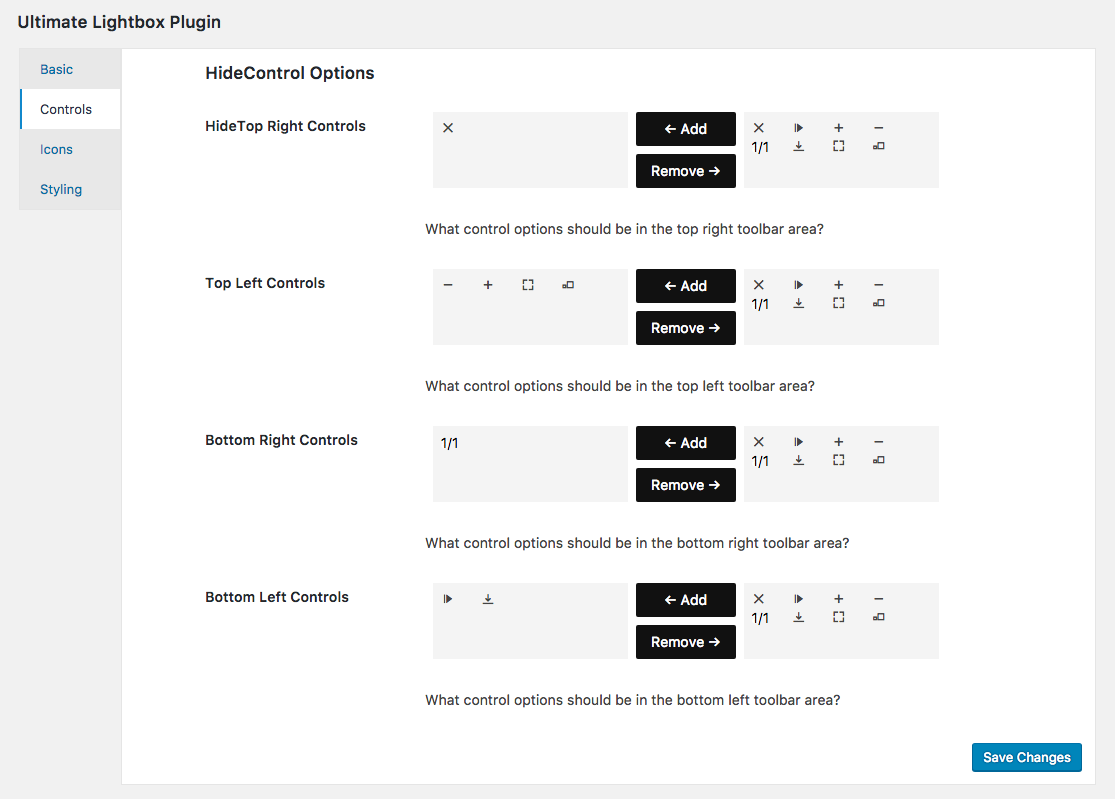 Ultimate Lightbox Plugin
Basic
Controls
Icons
Styling
HideControl Options
HideTop Right Controls
← Add
Remove →
1/1
What control options should be in the top right toolbar area?
Top Left Controls
← Add
Remove →
1/1
What control options should be in the top left toolbar area?
Bottom Right Controls
1/1
← Add
Remove →
1/1
What control options should be in the bottom right toolbar area?
Bottom Left Controls
← Add
Remove →
1/1
What control options should be in the bottom left toolbar area?
Save Changes